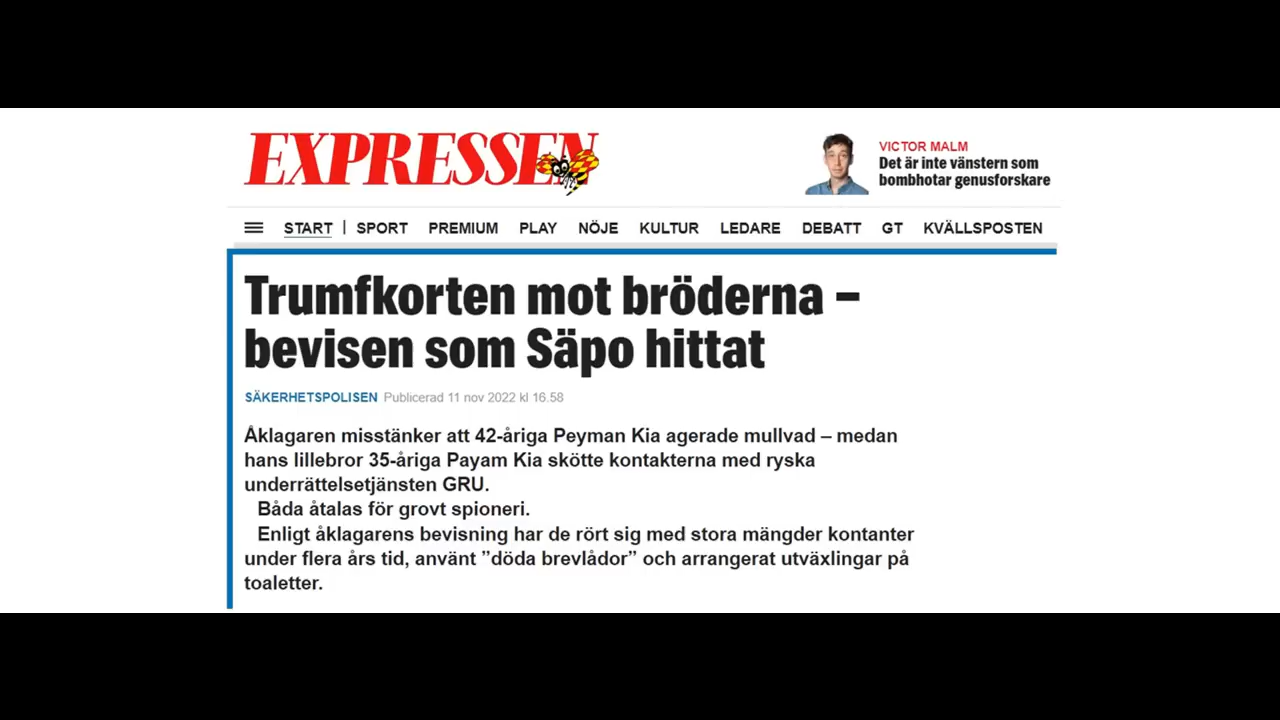 EXPRESSEN
VICTOR MALM
Det är inte vänstern som
bombhotar genusforskare
START | SPORT PREMIUM PLAY NÖJE KULTUR LEDARE DEBATT GT KVÄLLSPOSTEN
Trumfkorten mot bröderna –
bevisen som Säpo hittat
SÄKERHETSPOLISEN Publicerad 11 nov 2022 kl 16.58
Åklagaren misstänker att 42-åriga Peyman Kia agerade mullvad – medan
hans lillebror 35-åriga Payam Kia skötte kontakterna med ryska
underrättelsetjänsten GRU.
Båda åtalas för grovt spioneri.
Enligt åklagarens bevisning har de rört sig med stora mängder kontanter
under flera års tid, använt ”döda brevlådor” och arrangerat utväxlingar på
toaletter.